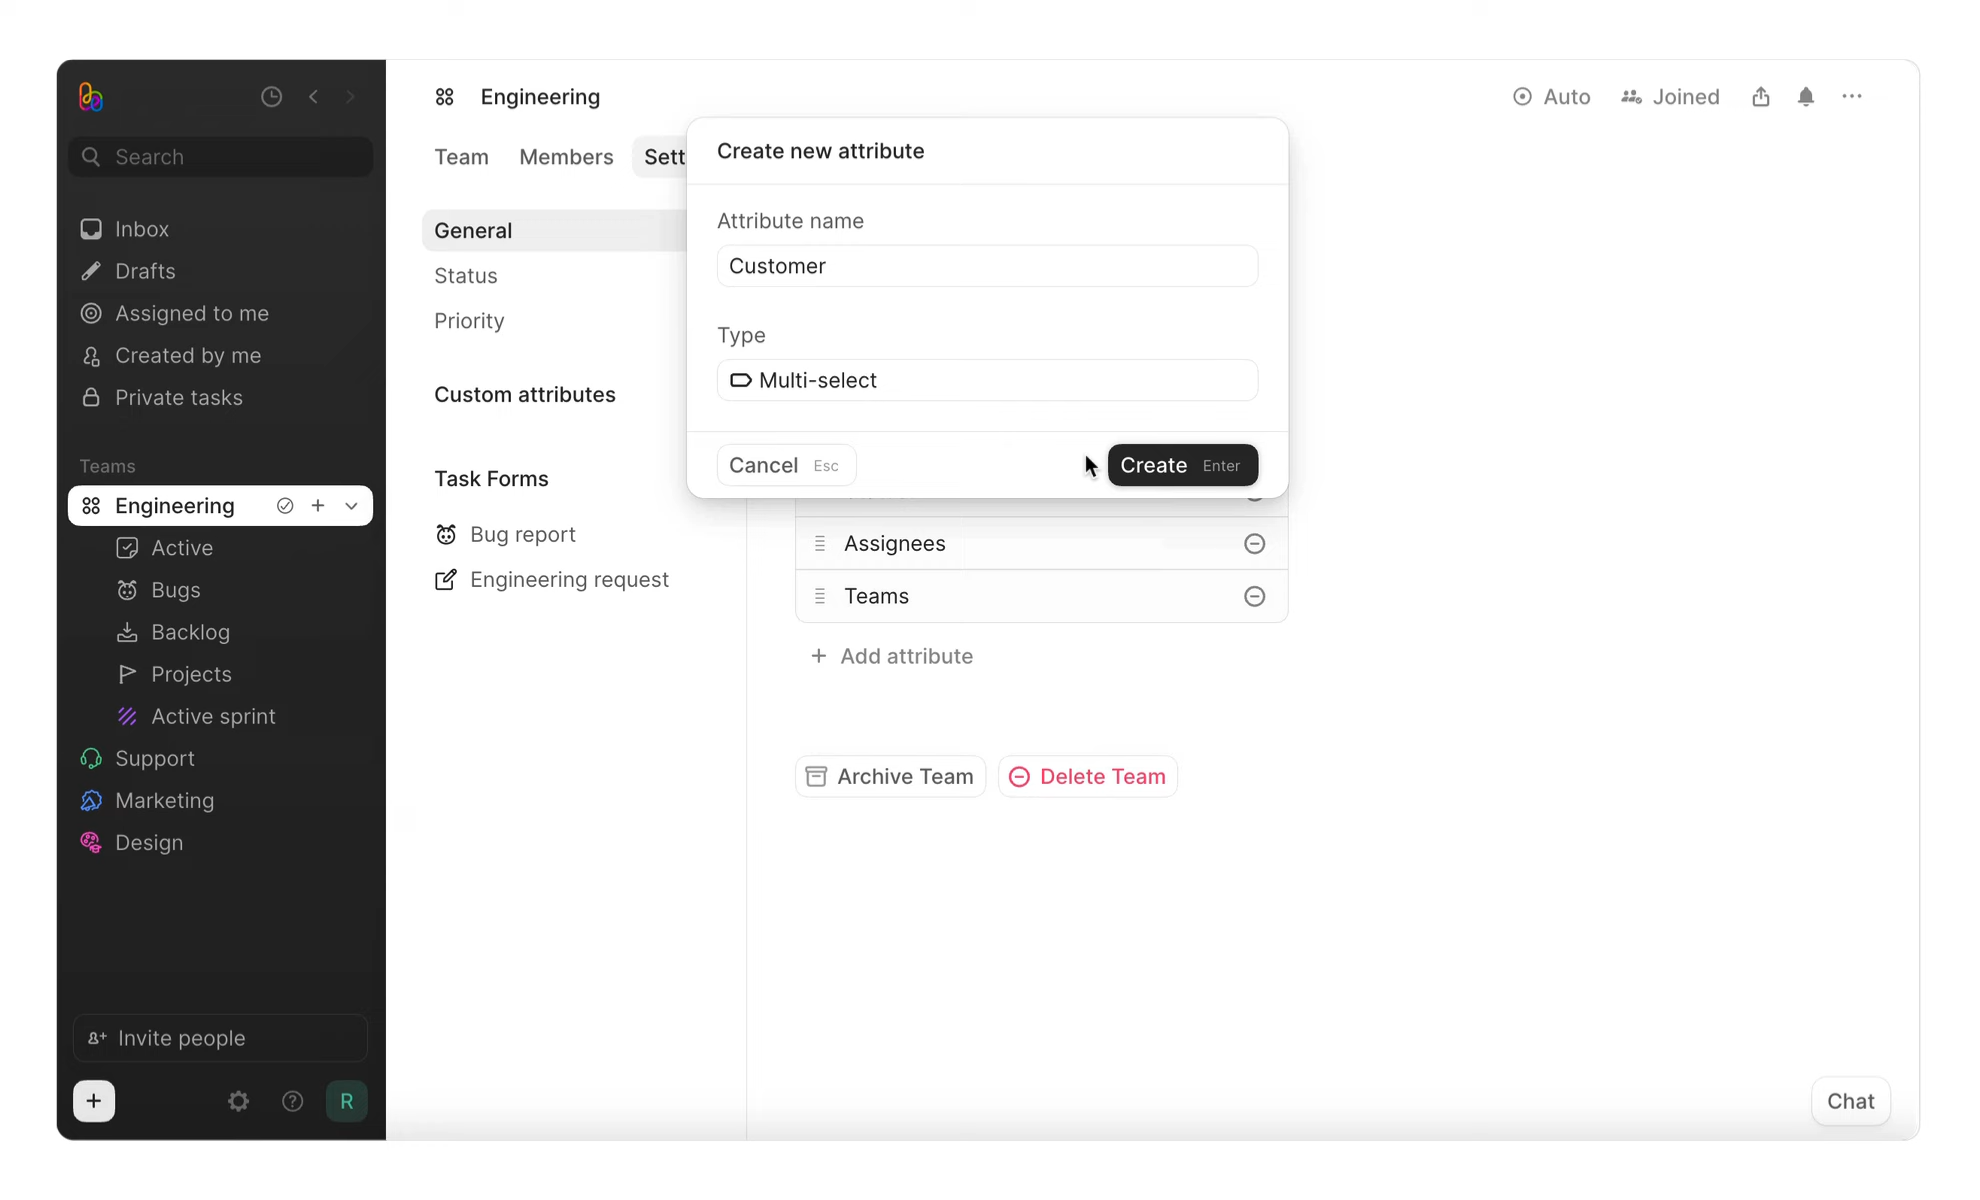 Search
Inbox
Drafts
Assigned to me
Created by me
Private tasks
Teams
Engineering
Active
Bugs
Backlog
Projects
Active sprint
Support
Marketing
Design
Invite people
R
Engineering
Auto
Joined
Team
Members
Sett
General
Status
Priority
Custom attributes
Task Forms
Bug report
Engineering request
Create new attribute
Attribute name
Customer
Type
Multi-select
Cancel Esc
Create Enter
Assignees
Teams
Add attribute
Archive Team
Delete Team
Chat